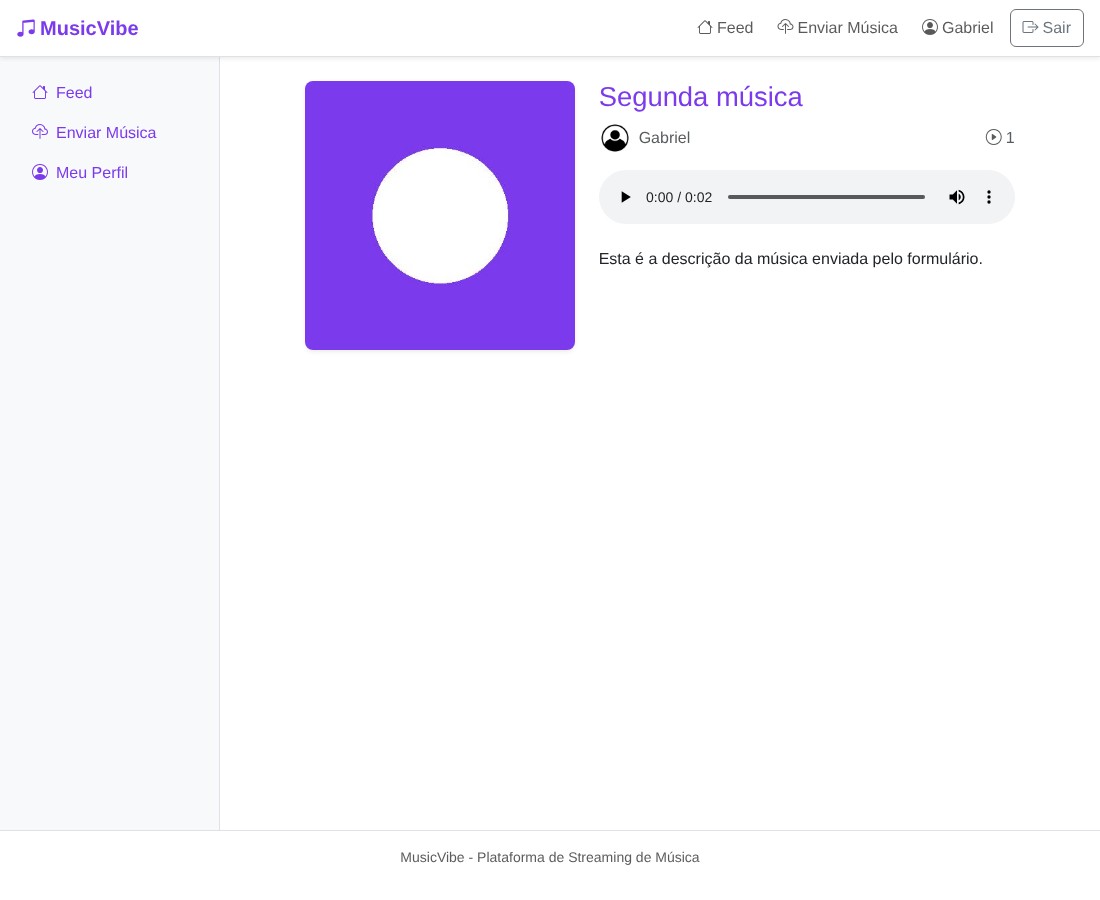 MusicVibe
Feed
Enviar Música
Gabriel
Sair
Feed
Enviar Música
Meu Perfil
Segunda música
Gabriel
1
0:00 / 0:02
Esta é a descrição da música enviada pelo formulário.
MusicVibe - Plataforma de Streaming de Música